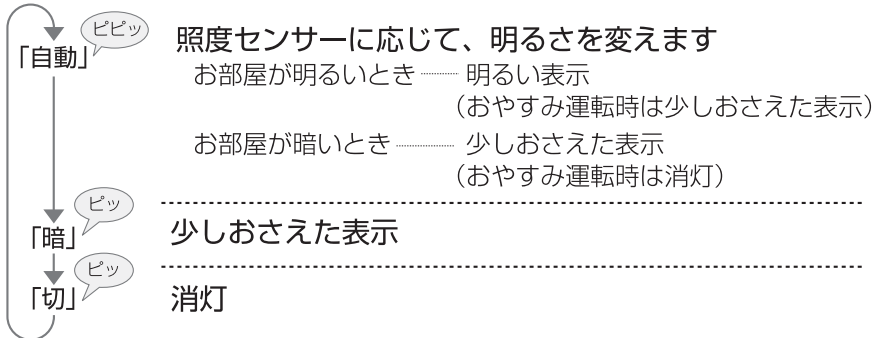 ピピッ
「自動」
照度センサーに応じて、明るさを変えます
お部屋が明るいとき 明るい表示
（おやすみ運転時は少しおさえた表示）
お部屋が暗いとき 少しおさえた表示
（おやすみ運転時は消灯）
ピッ
「暗」
少しおさえた表示
ピッ
「切」
消灯